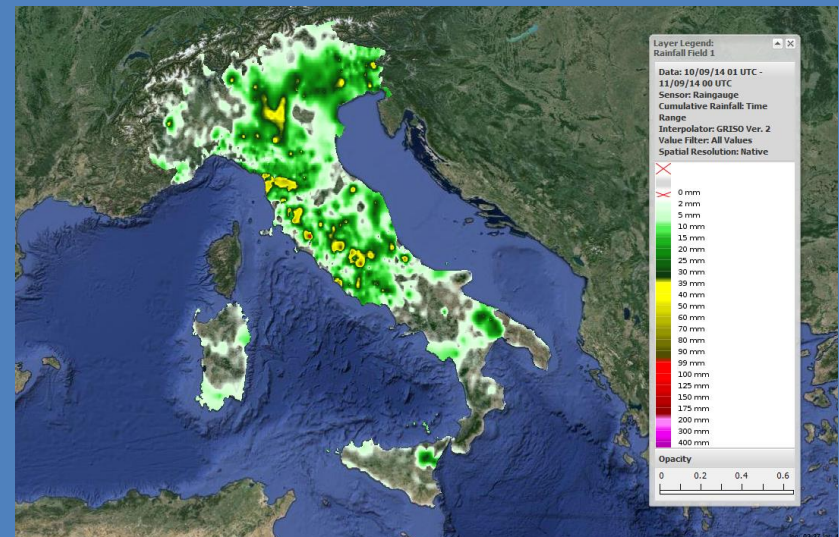 Layer Legend:
Rainfall Field 1
Data: 10/09/14 01 UTC -
11/09/14 00 UTC
Sensor: Raingauge
Cumulative Rainfall: Time
Range
Interpolator: GRISO Ver. 2
Value Filter: All Values
Spatial Resolution: Native
0 mm
2 mm
5 mm
10 mm
15 mm
20 mm
25 mm
30 mm
39 mm
40 mm
50 mm
60 mm
70 mm
80 mm
90 mm
99 mm
100 mm
125 mm
150 mm
175 mm
200 mm
300 mm
400 mm
Opacity
0 0.2 0.4 0.6